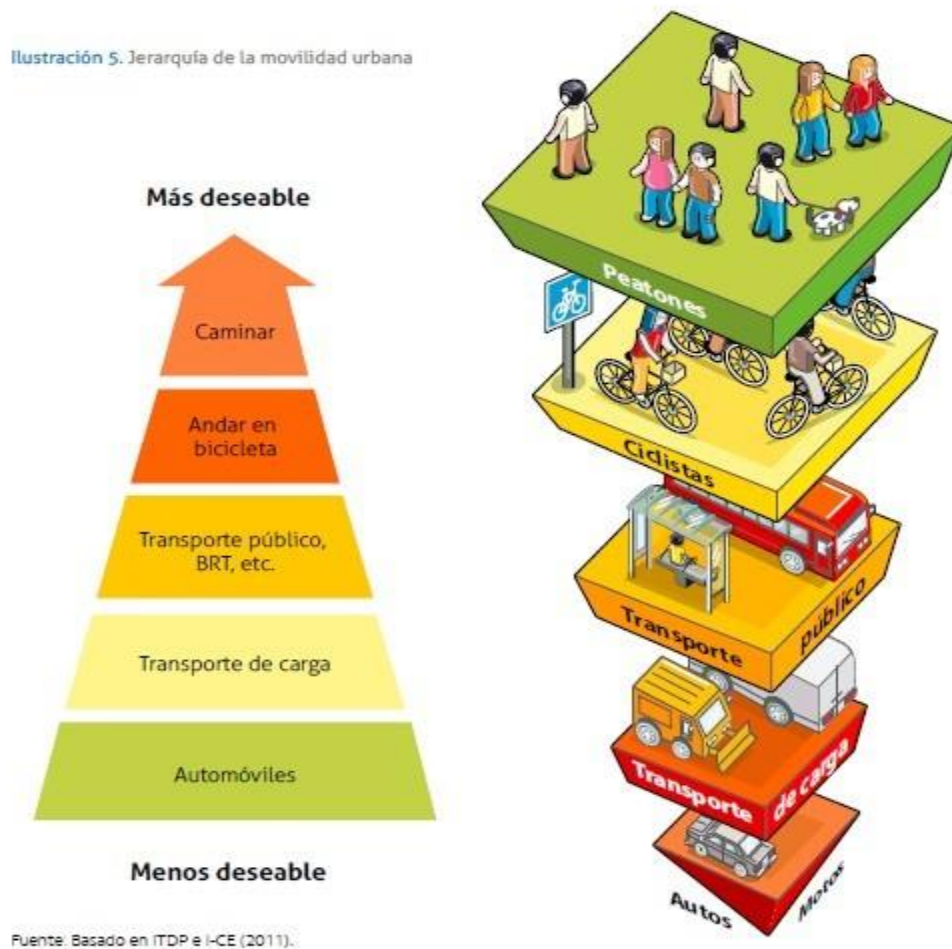 Ilustración 5. Jerarquía de la movilidad urbana
Más deseable
Caminar
Andar en
bicicleta
Transporte público,
BRT, etc.
Transporte de carga
Automóviles
Menos deseable
Peatones
Ciclistas
Transporte público
Transporte de carga
Autos Motos
Fuente: Basado en ITDP e I-CE (2011).